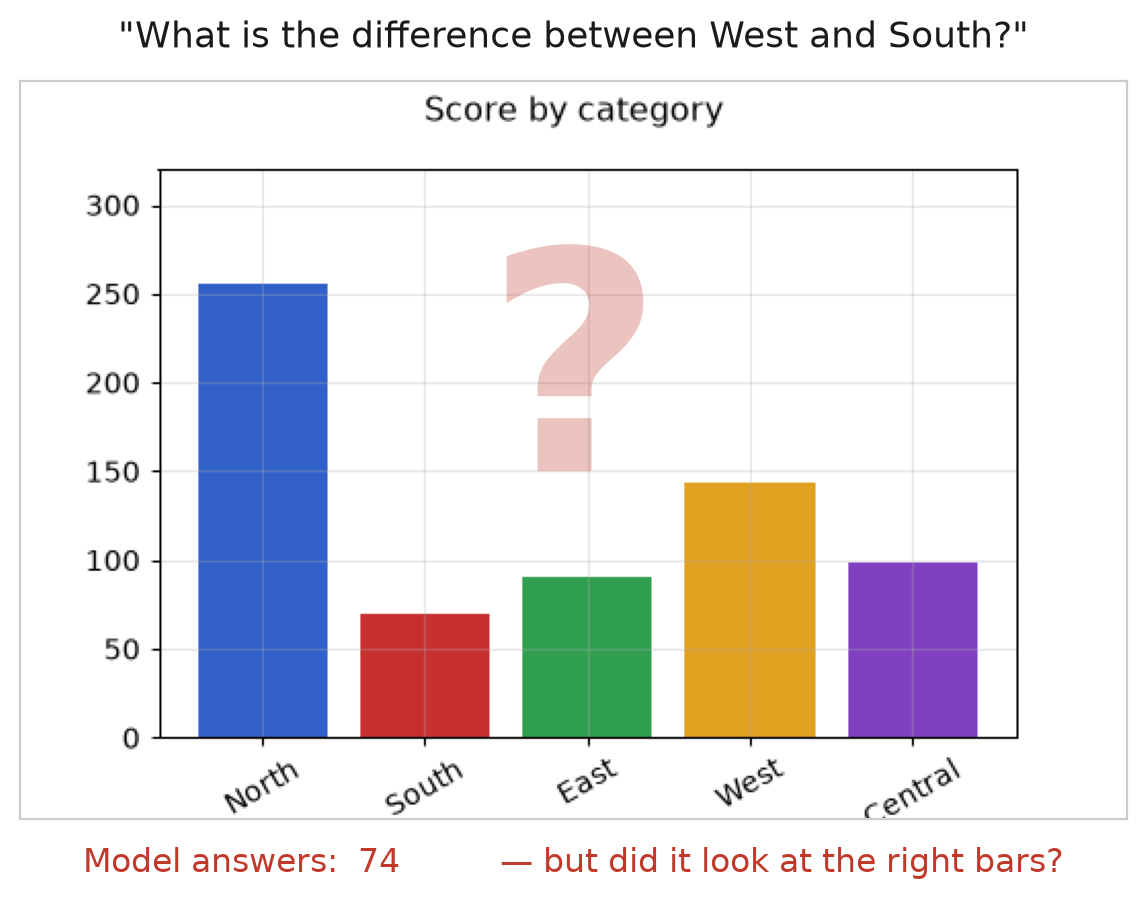 "What is the difference between West and South?"
Score by category
300
250
200
150
100
50
0
?
North
South
East
West
Central
Model answers: 74 — but did it look at the right bars?